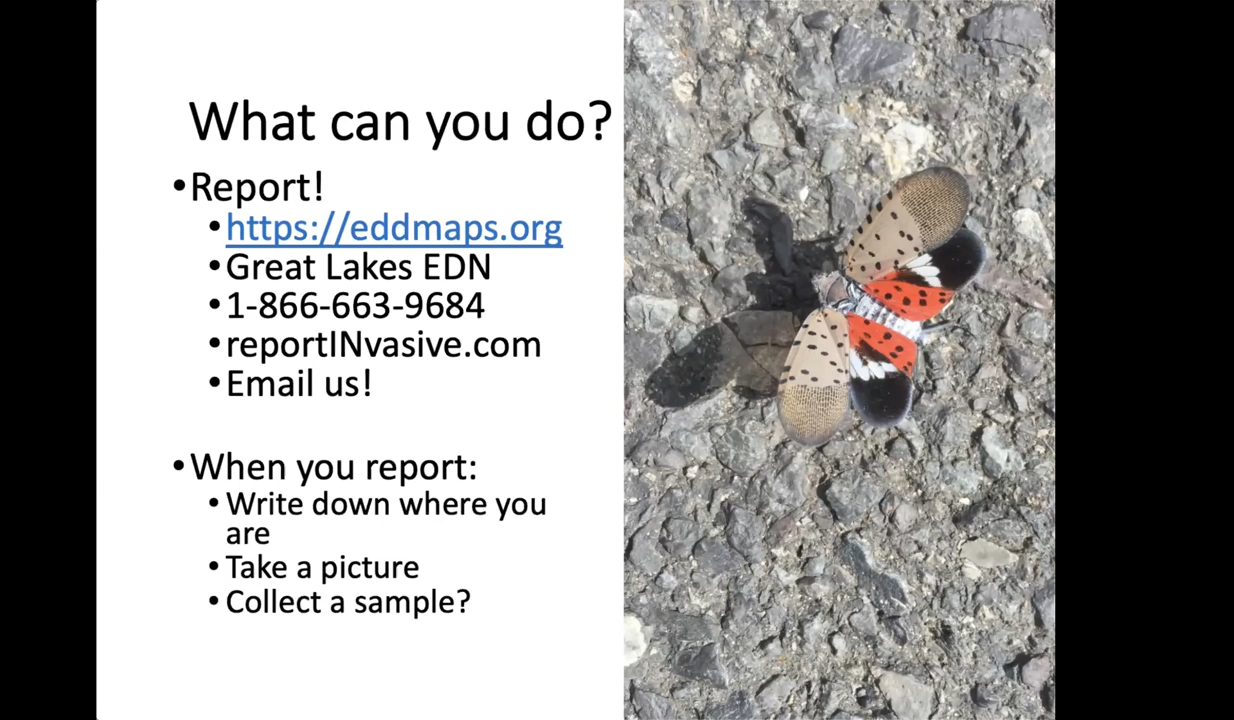 What can you do?
•Report!
•https://eddmaps.org
•Great Lakes EDN
•1-866-663-9684
•reportINvasive.com
•Email us!
•When you report:
•Write down where you
are
•Take a picture
•Collect a sample?